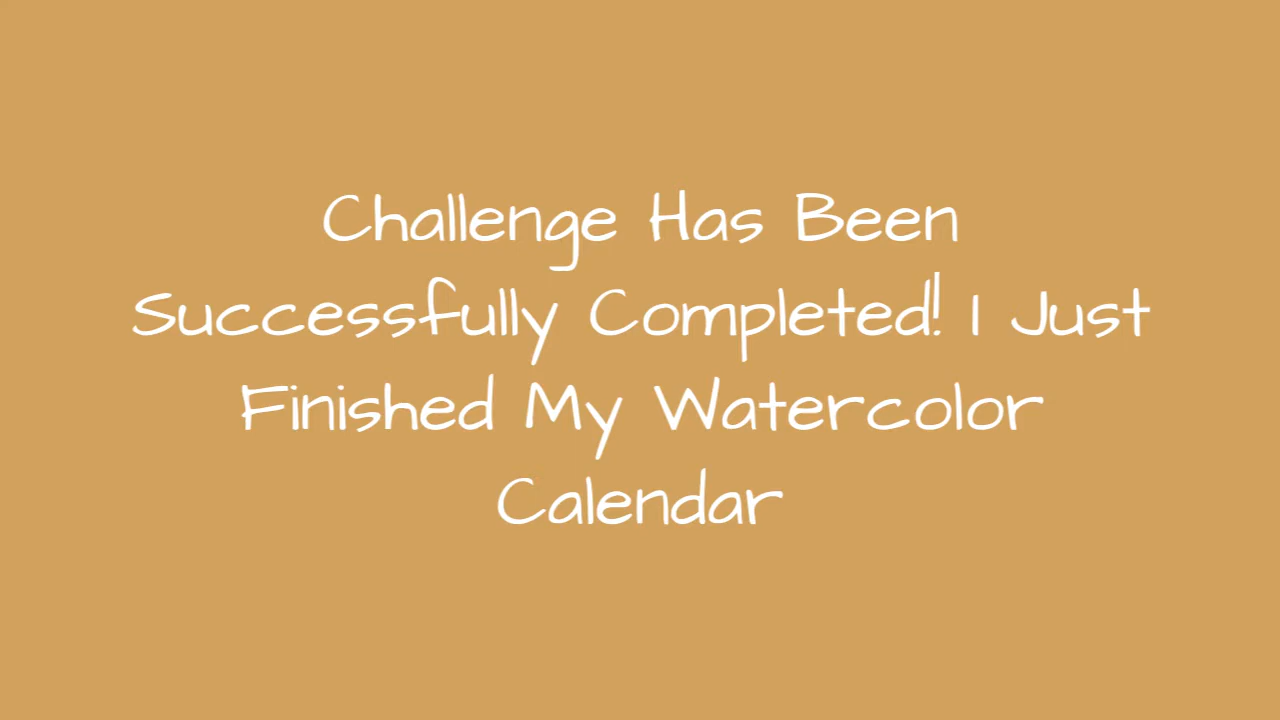 Challenge Has Been
Successfully Completed! I Just
Finished My Watercolor
Calendar